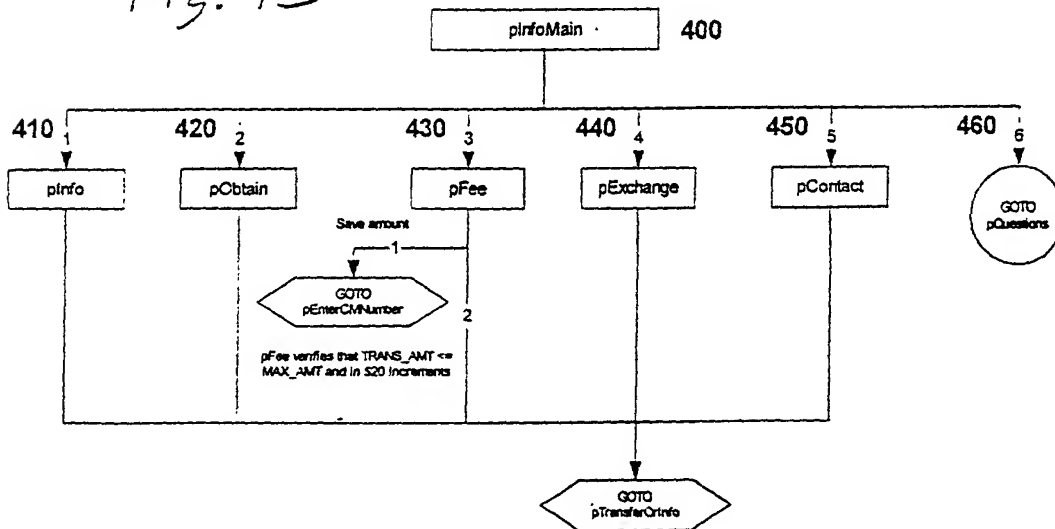 Fig. 13
pInfoMain
400
410
420
430
440
450
460
1
2
3
4
5
6
pInfo
pObtain
pFee
pExchange
pContact
GOTO
pQuestions
Save amount
1
GOTO
pEnterCMNumber
2
pFee verifies that TRANS_AMT <=
MAX_AMT and in $20 increments
GOTO
pTransferOrInfo